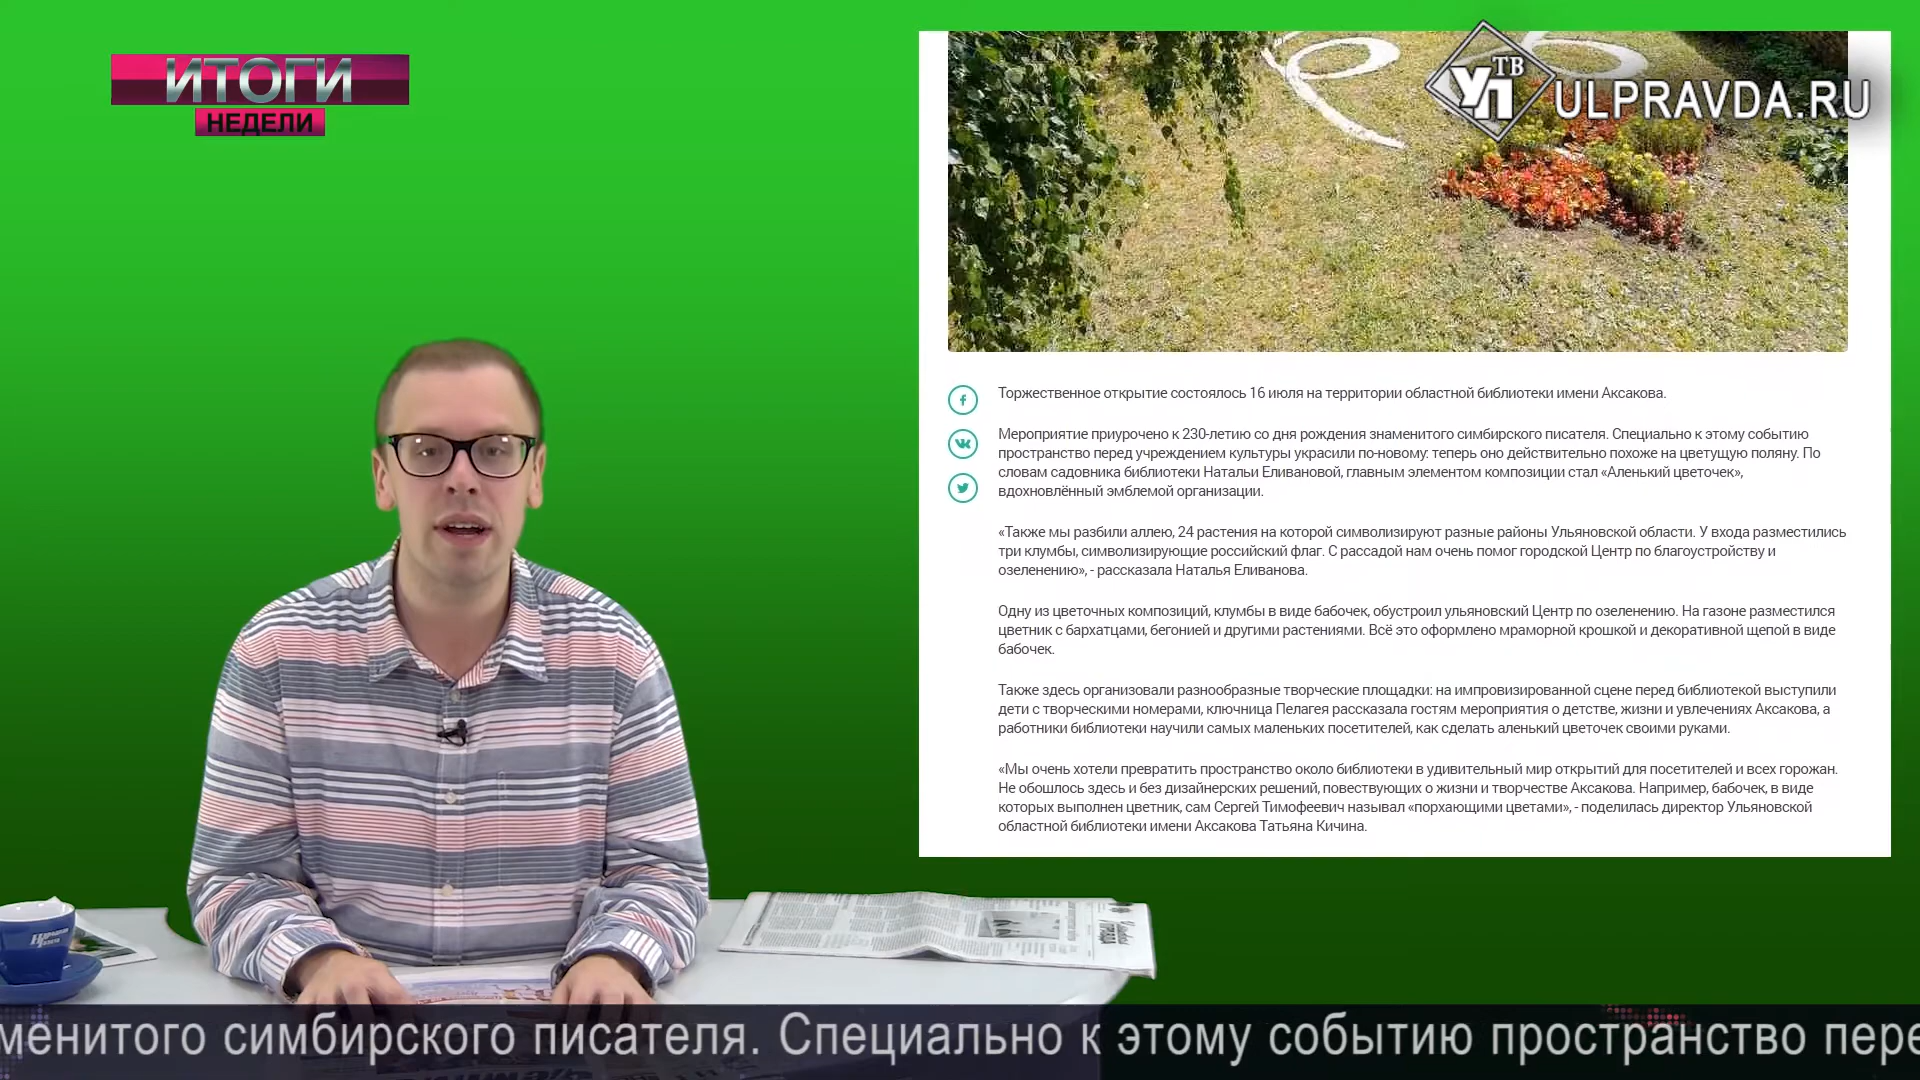 ИТОГИ
НЕДЕЛИ
УП ТВ
ULPRAVDA.RU
Торжественное открытие состоялось 16 июля на территории областной библиотеки имени Аксакова.
Мероприятие приурочено к 230-летию со дня рождения знаменитого симбирского писателя. Специально к этому событию
пространство перед учреждением культуры украсили по-новому: теперь оно действительно похоже на цветущую поляну. По
словам садовника библиотеки Натальи Еливановой, главным элементом композиции стал «Аленький цветочек»,
вдохновлённый эмблемой организации.
«Также мы разбили аллею, 24 растения на которой символизируют разные районы Ульяновской области. У входа разместились
три клумбы, символизирующие российский флаг. С рассадой нам очень помог городской Центр по благоустройству и
озеленению», - рассказала Наталья Еливанова.
Одну из цветочных композиций, клумбы в виде бабочек, обустроил ульяновский Центр по озеленению. На газоне разместился
цветник с бархатцами, бегонией и другими растениями. Всё это оформлено мраморной крошкой и декоративной щепой в виде
бабочек.
Также здесь организовали разнообразные творческие площадки: на импровизированной сцене перед библиотекой выступили
дети с творческими номерами, ключница Пелагея рассказала гостям мероприятия о детстве, жизни и увлечениях Аксакова, а
работники библиотеки научили самых маленьких посетителей, как сделать аленький цветочек своими руками.
«Мы очень хотели превратить пространство около библиотеки в удивительный мир открытий для посетителей и всех горожан.
Не обошлось здесь и без дизайнерских решений, повествующих о жизни и творчестве Аксакова. Например, бабочек, в виде
которых выполнен цветник, сам Сергей Тимофеевич называл «порхающими цветами», - поделилась директор Ульяновской
областной библиотеки имени Аксакова Татьяна Кичина.
менитого симбирского писателя. Специально к этому событию пространство пере